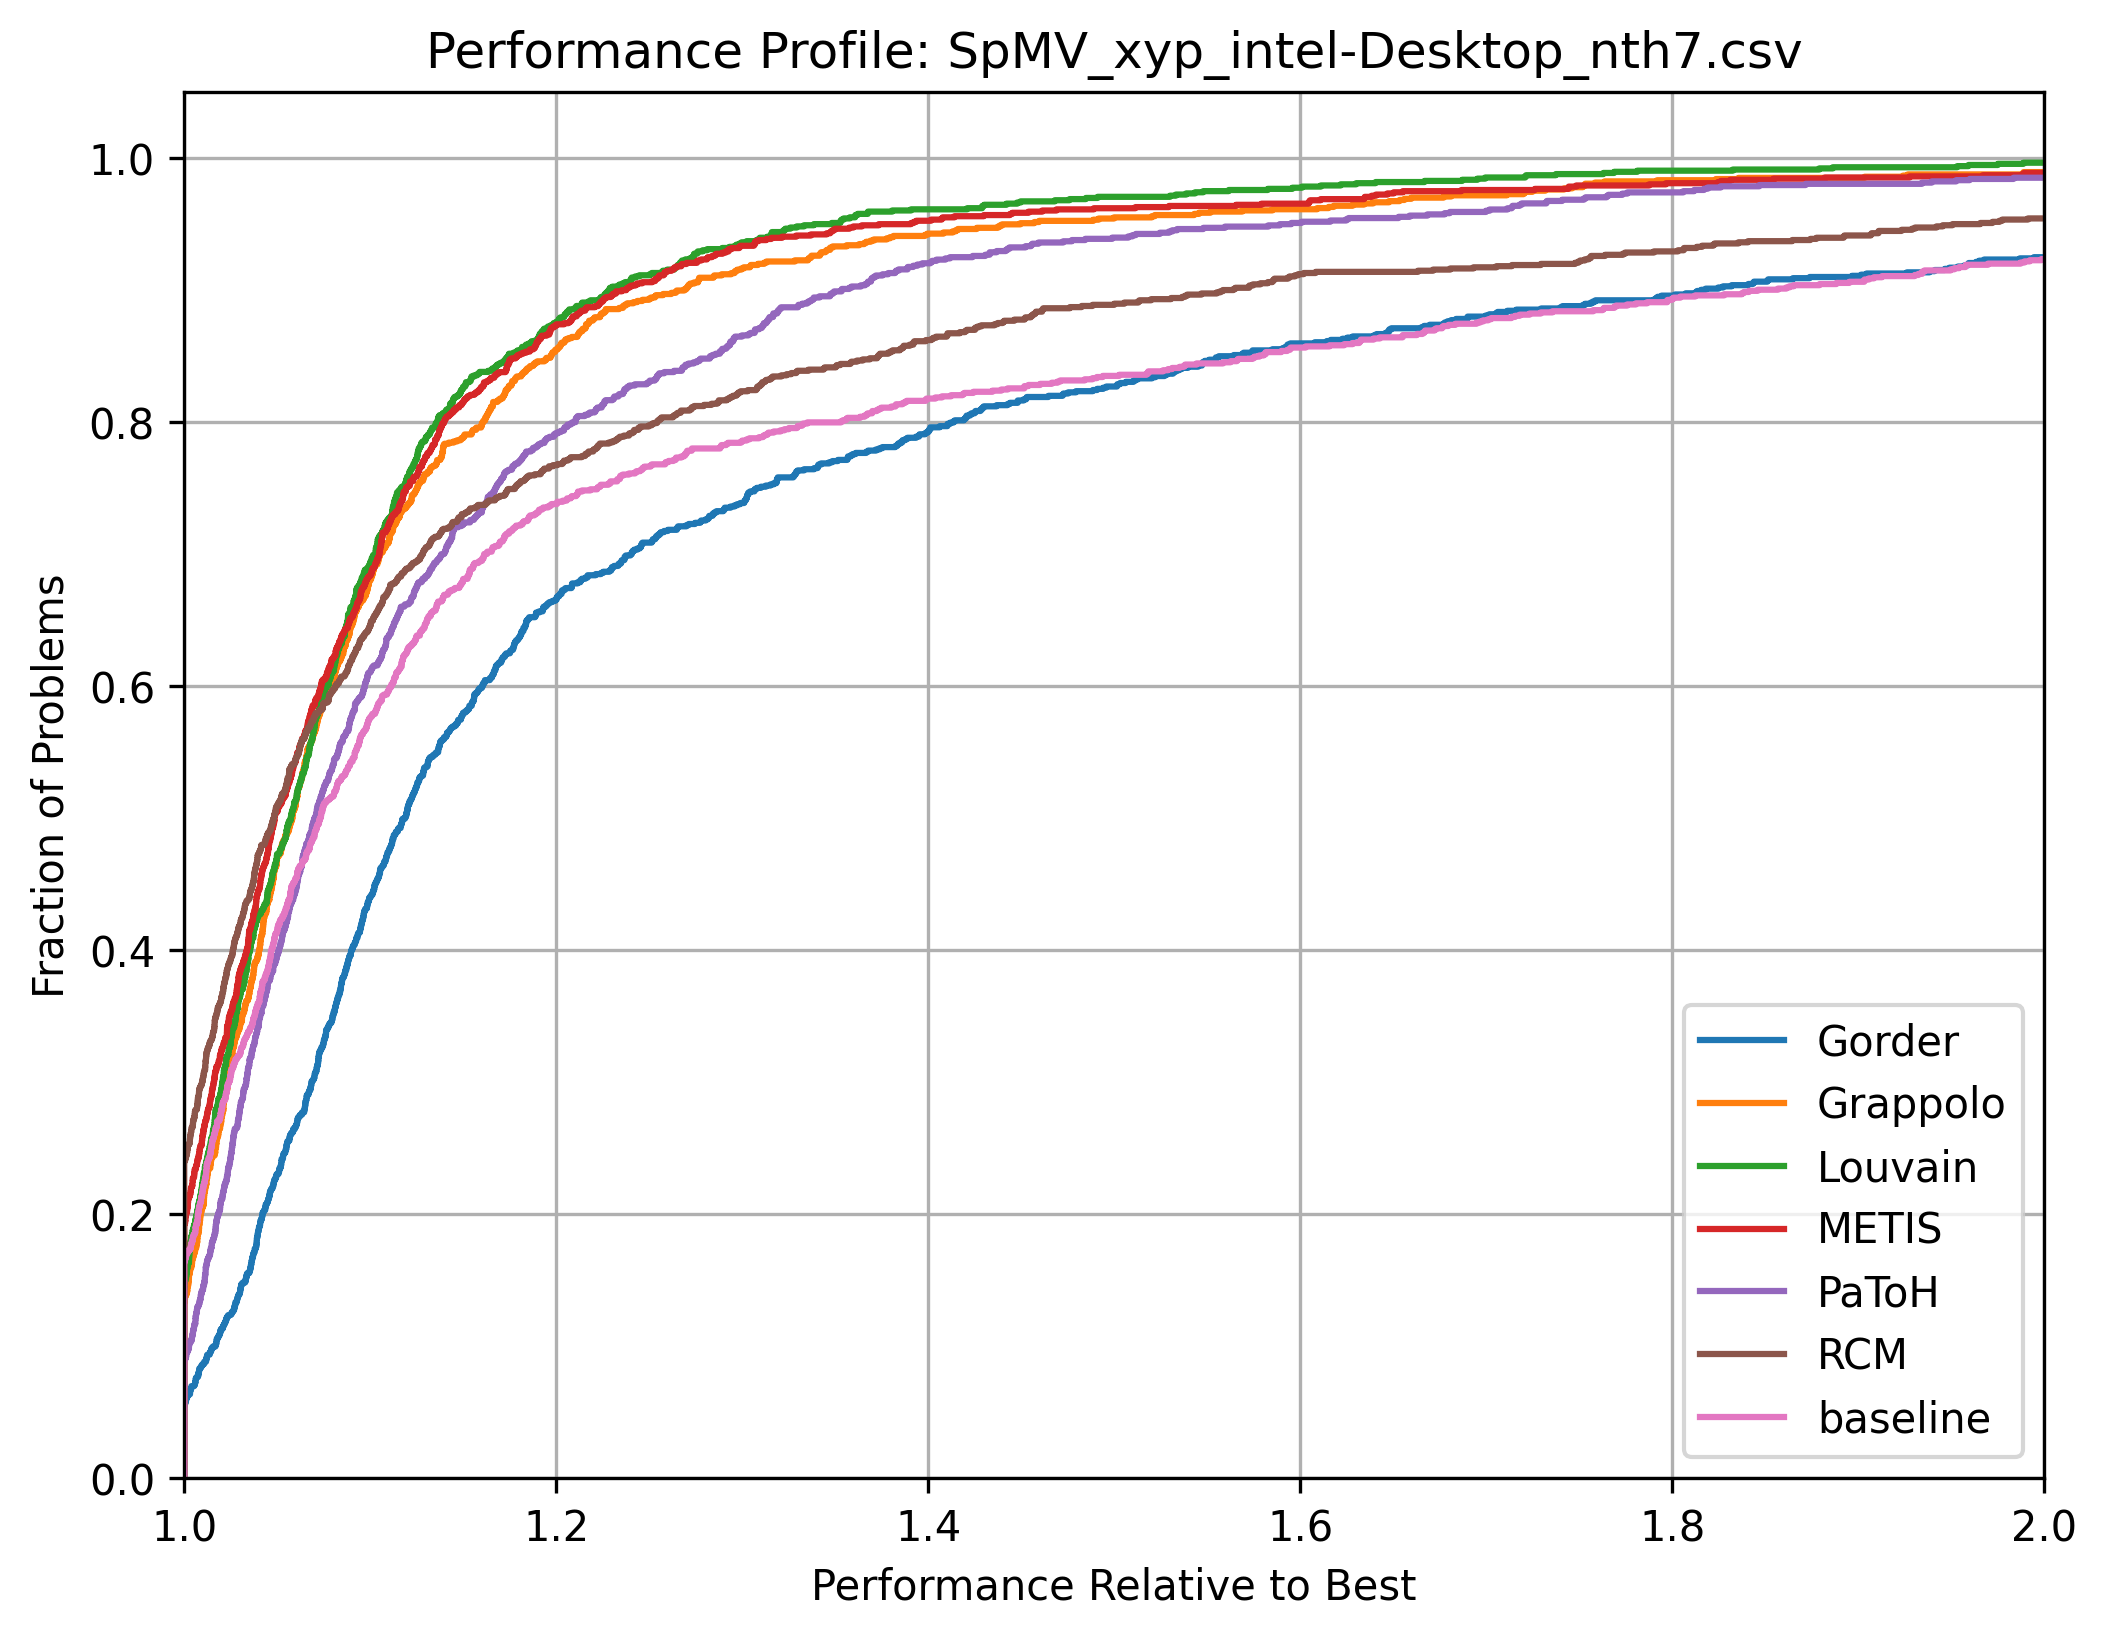 Performance Profile: SpMV_xyp_intel-Desktop_nth7.csv
Fraction of Problems
1.0
0.8
0.6
0.4
0.2
0.0
1.0 1.2 1.4 1.6 1.8 2.0
Performance Relative to Best
Gorder
Grappolo
Louvain
METIS
PaToH
RCM
baseline